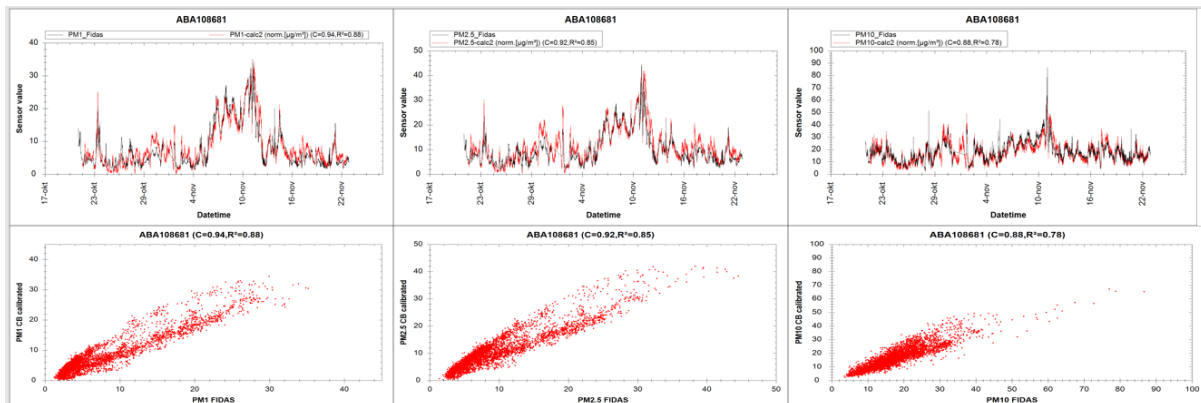 ABA108681
PM1_Fidas
PM1-calc2 (norm.[µg/m³]) (C=0.94,R²=0.88)
Sensor value
40
30
20
10
0
17-okt
23-okt
29-okt
4-nov
10-nov
16-nov
22-nov
Datetime
ABA108681
PM2.5_Fidas
PM2.5-calc2 (norm.[µg/m³]) (C=0.92,R²=0.85)
Sensor value
50
40
30
20
10
0
17-okt
23-okt
29-okt
4-nov
10-nov
16-nov
22-nov
Datetime
ABA108681
PM10_Fidas
PM10-calc2 (norm.[µg/m³]) (C=0.88,R²=0.78)
Sensor value
100
90
80
70
60
50
40
30
20
10
0
17-okt
23-okt
29-okt
4-nov
10-nov
16-nov
22-nov
Datetime
ABA108681 (C=0.94,R²=0.88)
PM1 CB calibrated
40
30
20
10
0
0
10
20
30
40
PM1 FIDAS
ABA108681 (C=0.92,R²=0.85)
PM2.5 CB calibrated
50
40
30
20
10
0
0
10
20
30
40
50
PM2.5 FIDAS
ABA108681 (C=0.88,R²=0.78)
PM10 CB calibrated
100
90
80
70
60
50
40
30
20
10
0
0
10
20
30
40
50
60
70
80
90
100
PM10 FIDAS